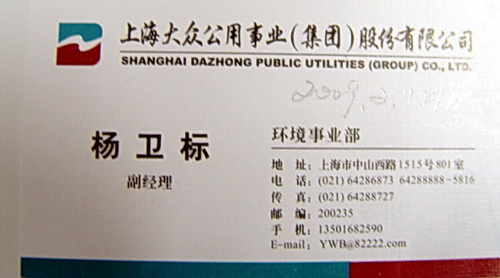 上海大众公用事业(集团)股份有限公司
SHANGHAI DAZHONG PUBLIC UTILITIES (GROUP) CO., LTD.
2009.2.
杨卫标
副经理
环境事业部
地 址: 上海市中山西路1515号801室
电 话: (021) 64286873 64288888-5816
传 真: (021) 64288727
邮 编: 200235
手 机: 13501682590
E-mail: YWB@82222.com